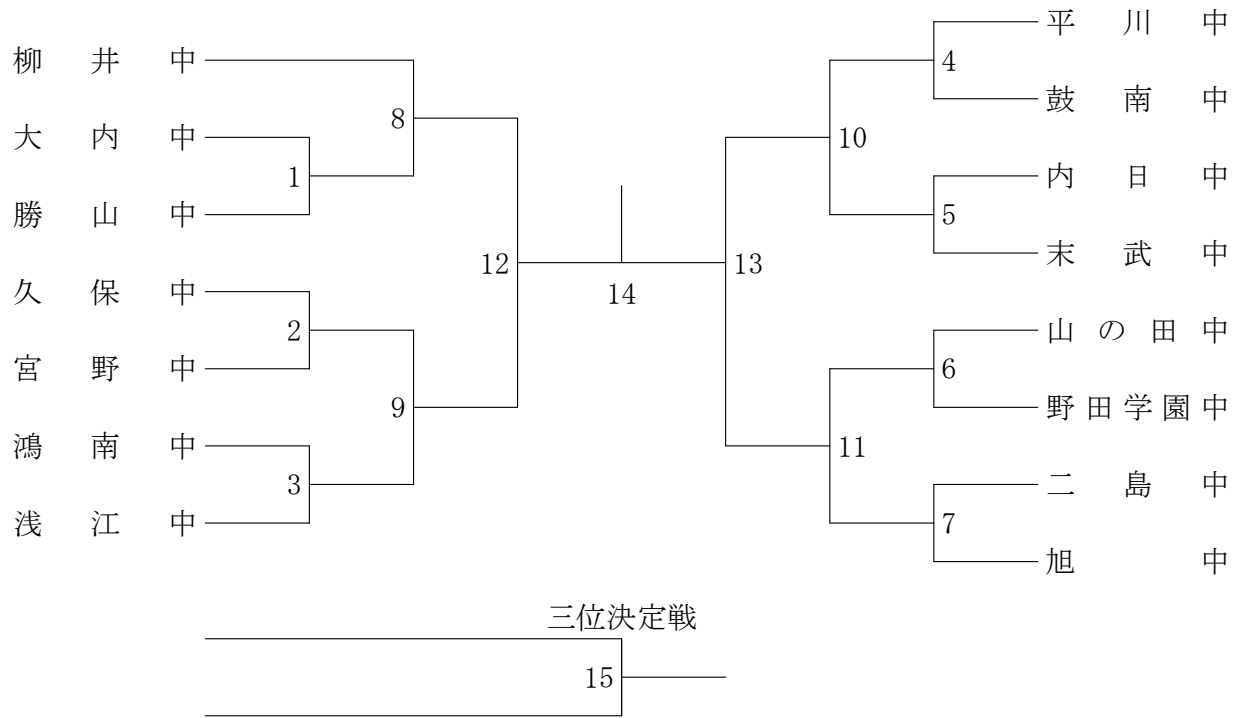 柳井中
大内中
勝山中
久保中
宮野中
鴻南中
浅江中
1
2
3
8
9
12
14
13
10
11
4
5
6
7
平川中
鼓南中
内日中
末武中
山の田中
野田学園中
二島中
旭中
三位決定戦
15